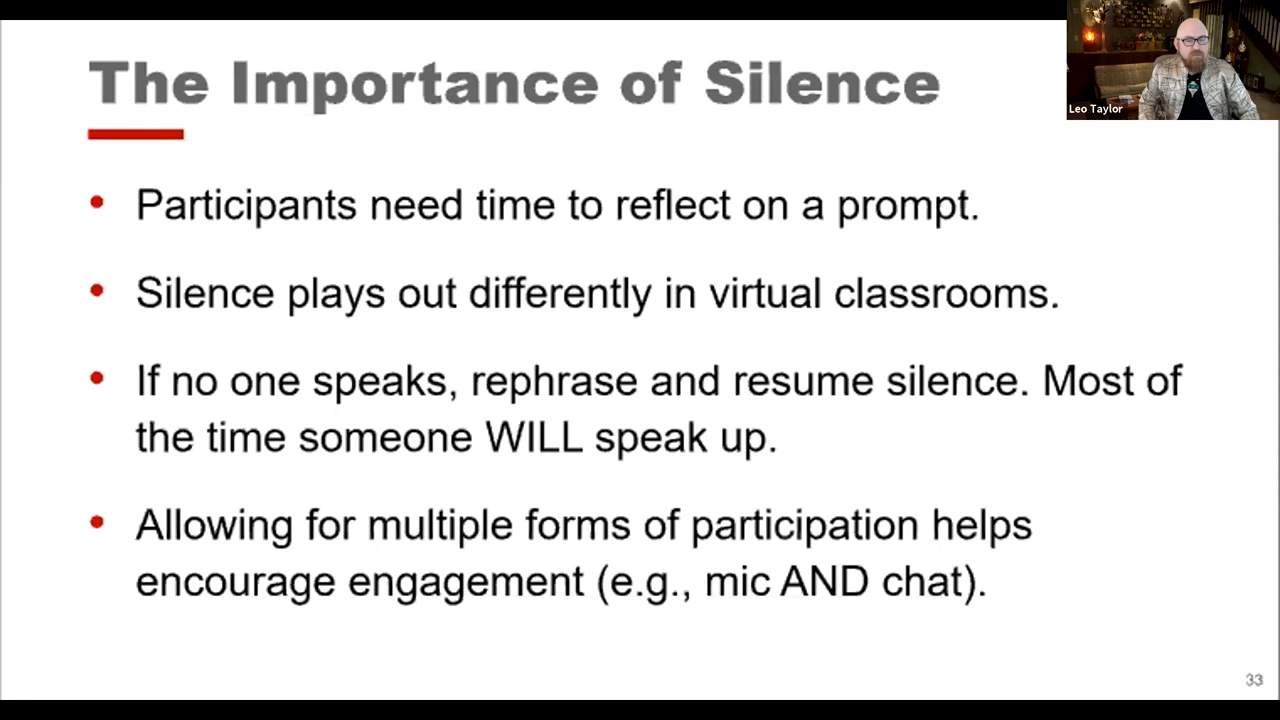 The Importance of Silence
Leo Taylor
• Participants need time to reflect on a prompt.
• Silence plays out differently in virtual classrooms.
• If no one speaks, rephrase and resume silence. Most of
the time someone WILL speak up.
• Allowing for multiple forms of participation helps
encourage engagement (e.g., mic AND chat).
33